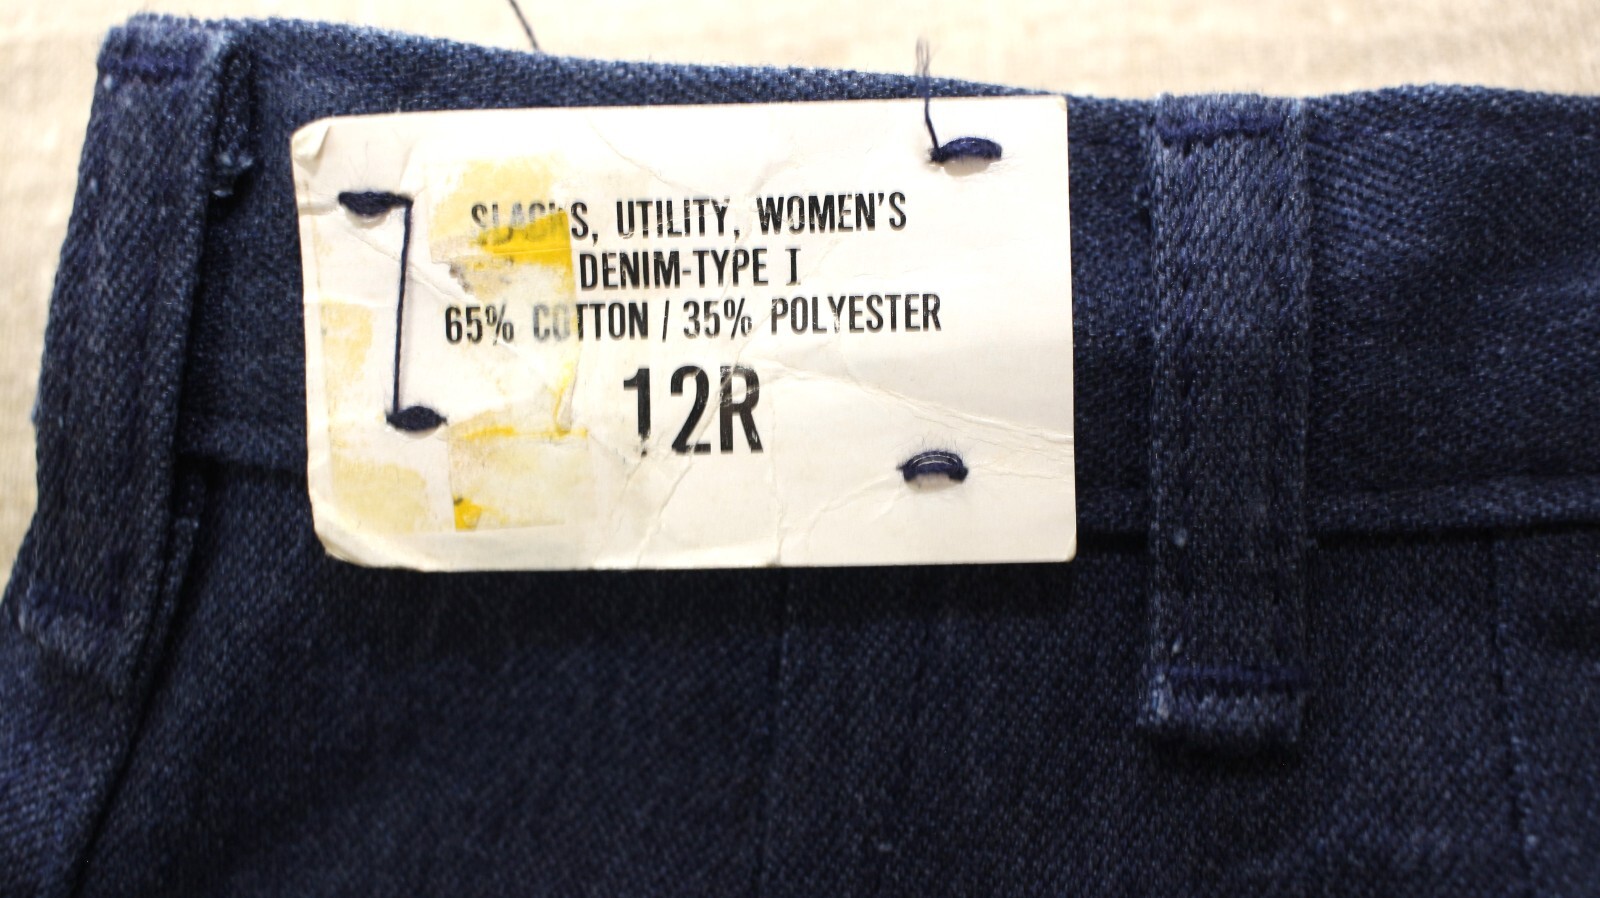 SLACKS, UTILITY, WOMEN'S
DENIM-TYPE I
65% COTTON / 35% POLYESTER
12R